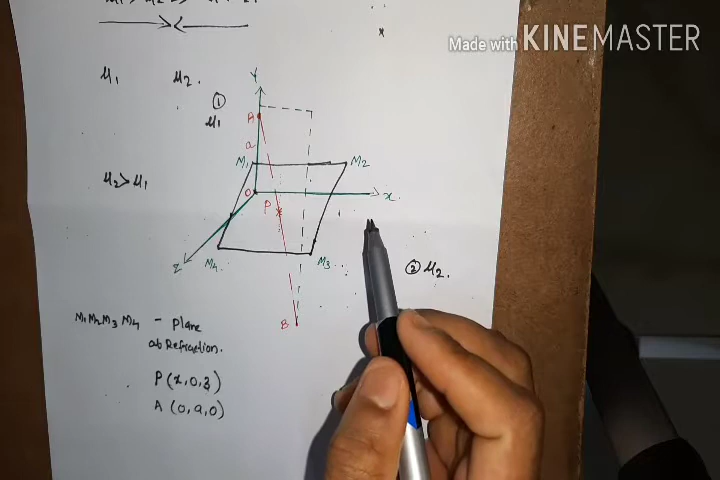 Made with KINEMASTER
μ1 μ2.
Y
①
μ1
A
a
M1 M2
μ2 > μ1
O
x.
P
Z
M4 M3
② μ2.
B
M1M2M3M4 - Plane
ob Refraction.
P (x, 0, z)
A (0, a, 0)